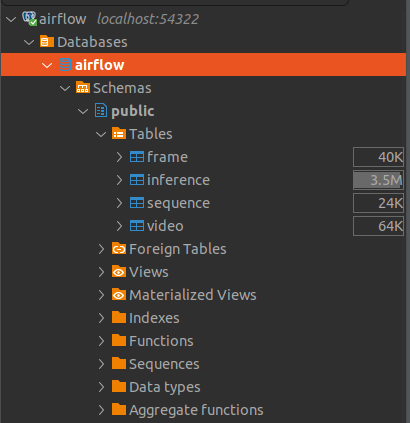 airflow localhost:54322
Databases
airflow
Schemas
public
Tables
frame 40K
inference 3.5M
sequence 24K
video 64K
Foreign Tables
Views
Materialized Views
Indexes
Functions
Sequences
Data types
Aggregate functions